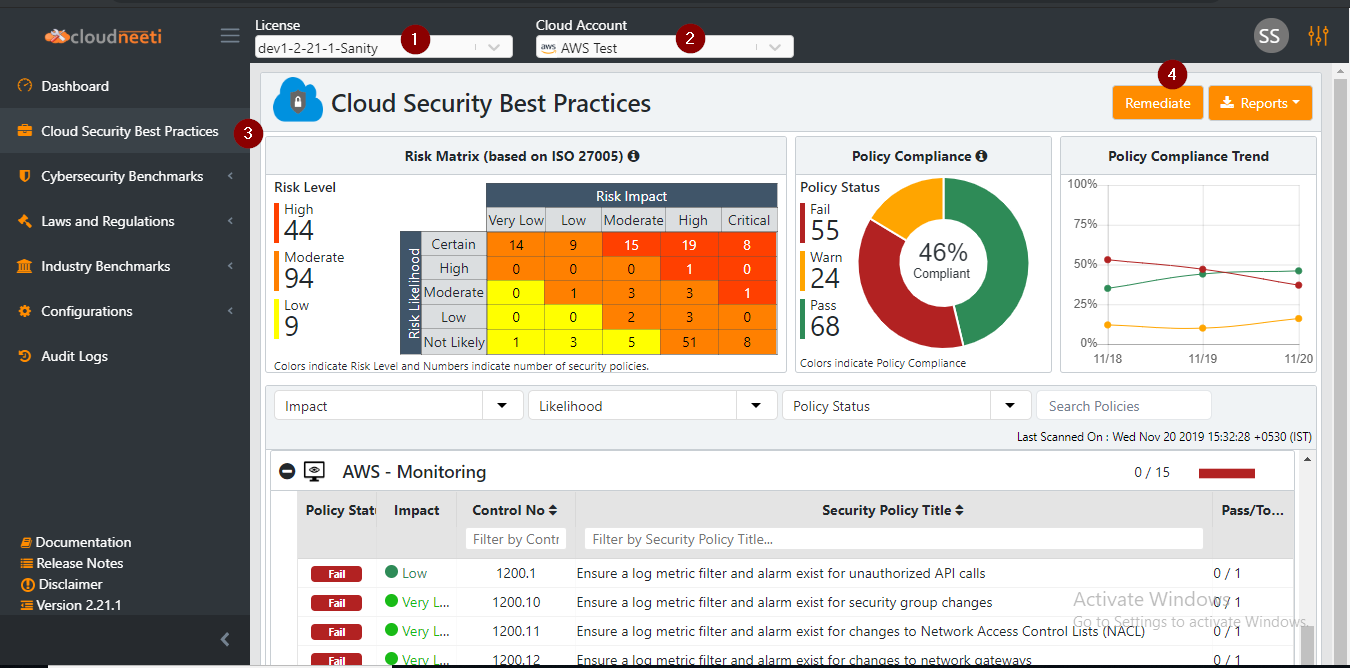 cloudneeti
License
Cloud Account
dev1-2-21-1-Sanity
1
aws AWS Test
2
SS
Dashboard
Cloud Security Best Practices
3
Cybersecurity Benchmarks
Laws and Regulations
Industry Benchmarks
Configurations
Audit Logs
Documentation
Release Notes
Disclaimer
Version 2.21.1
Cloud Security Best Practices
4
Remediate
Reports
Risk Matrix (based on ISO 27005)
Risk Level
High
44
Moderate
94
Low
9
Risk Impact
Very Low Low Moderate High Critical
Risk Likelihood
Certain 14 9 15 19 8
High 0 0 0 1 0
Moderate 0 1 3 3 1
Low 0 0 2 3 0
Not Likely 1 3 5 51 8
Colors indicate Risk Level and Numbers indicate number of security policies.
Policy Compliance
Policy Status
Fail
55
Warn
24
Pass
68
46%
Compliant
Colors indicate Policy Compliance
Policy Compliance Trend
100%
75%
50%
25%
0%
11/18 11/19 11/20
Impact
Likelihood
Policy Status
Search Policies
Last Scanned On : Wed Nov 20 2019 15:32:28 +0530 (IST)
AWS - Monitoring
0 / 15
Policy Stat Impact Control No Security Policy Title Pass/To...
Filter by Contr Filter by Security Policy Title...
Fail Low 1200.1 Ensure a log metric filter and alarm exist for unauthorized API calls 0 / 1
Fail Very L... 1200.10 Ensure a log metric filter and alarm exist for security group changes 0 / 1
Fail Very L... 1200.11 Ensure a log metric filter and alarm exist for changes to Network Access Control Lists (NACL) 0 / 1
Fail Very L... 1200.12 Ensure a log metric filter and alarm exist for changes to network gateways 0 / 1
Activate Windows
Go to Settings to activate Windows.